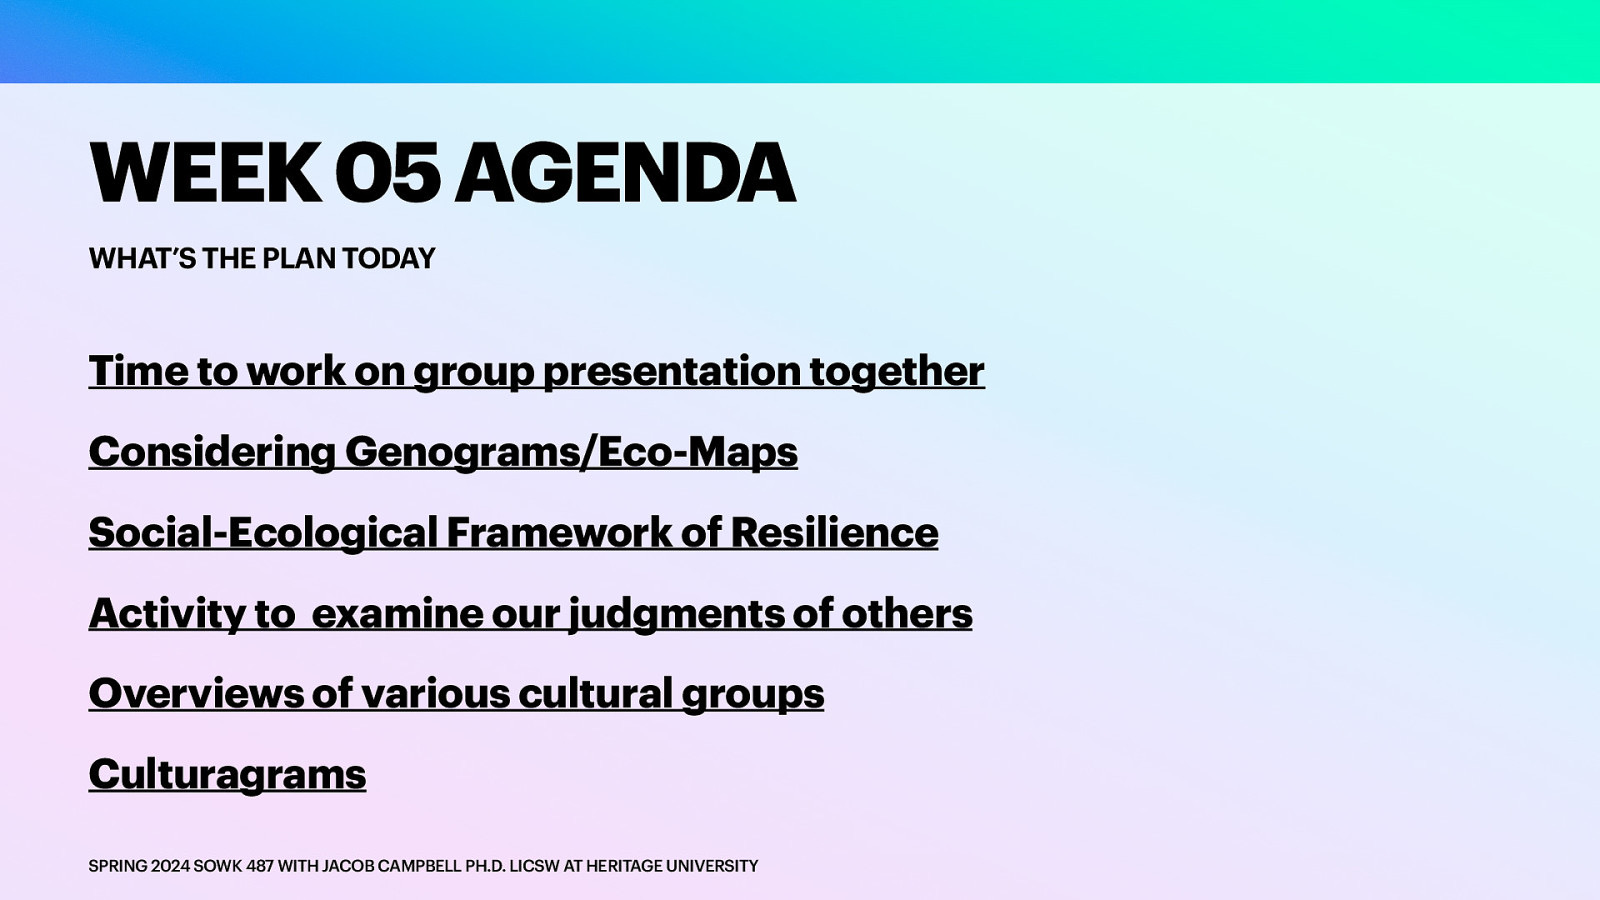 WEEK 05 AGENDA
WHAT’S THE PLAN TODAY
Time to work on group presentation together
Considering Genograms/Eco-Maps
Social-Ecological Framework of Resilience
Activity to  examine our judgments of others
Overviews of various cultural groups
Culturagrams
SPRING 2024 SOWK 487 WITH JACOB CAMPBELL PH.D. LICSW AT HERITAGE UNIVERSITY